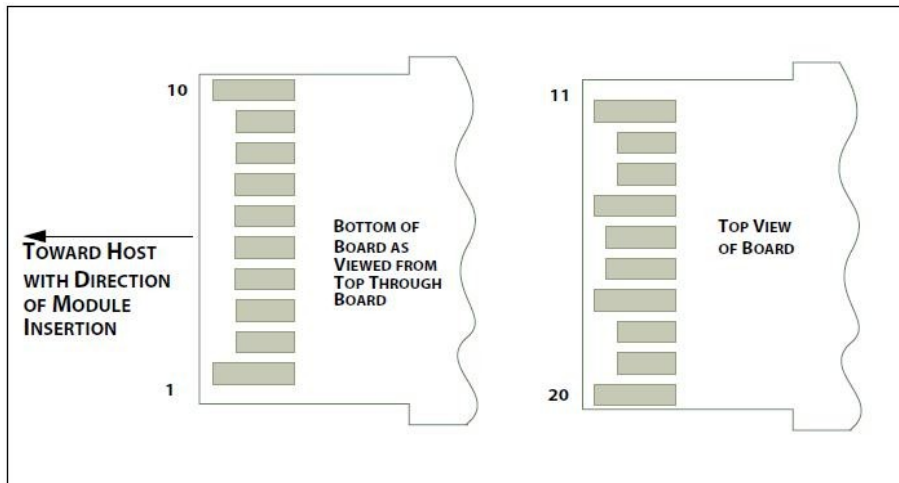 10
1
TOWARD HOST
WITH DIRECTION
OF MODULE
INSERTION
BOTTOM OF
BOARD AS
VIEWED FROM
TOP THROUGH
BOARD
11
20
TOP VIEW
OF BOARD